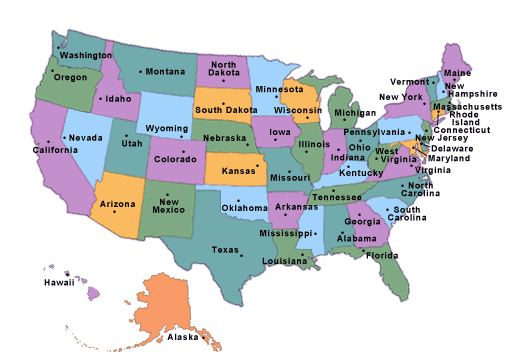 Washington
Oregon
California
Nevada
Idaho
Montana
Wyoming
Utah
Colorado
Arizona
New
Mexico
North
Dakota
South Dakota
Nebraska
Kansas
Oklahoma
Texas
Minnesota
Iowa
Missouri
Arkansas
Louisiana
Wisconsin
Illinois
Michigan
Indiana
Ohio
Kentucky
Tennessee
Mississippi
Alabama
Georgia
Florida
South
Carolina
North
Carolina
Virginia
West
Virginia
Maryland
Delaware
New Jersey
Pennsylvania
New York
Connecticut
Rhode
Island
Massachusetts
Vermont
New
Hampshire
Maine
Hawaii
Alaska